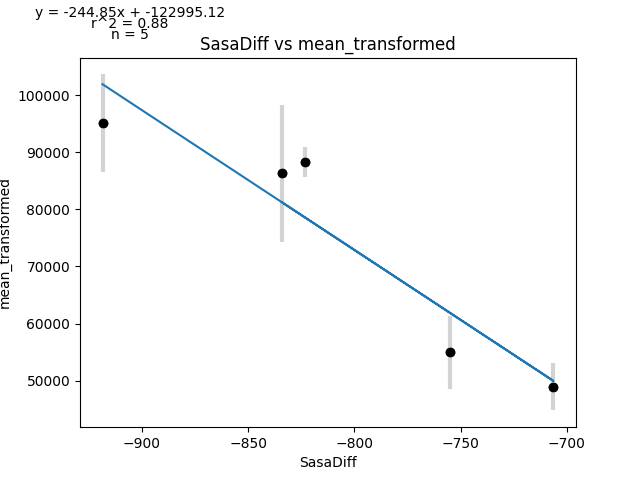 y = -244.85x + -122995.12
r^2 = 0.88
n = 5
SasaDiff vs mean_transformed
100000
90000
80000
70000
60000
50000
mean_transformed
−900
−850
−800
−750
−700
SasaDiff